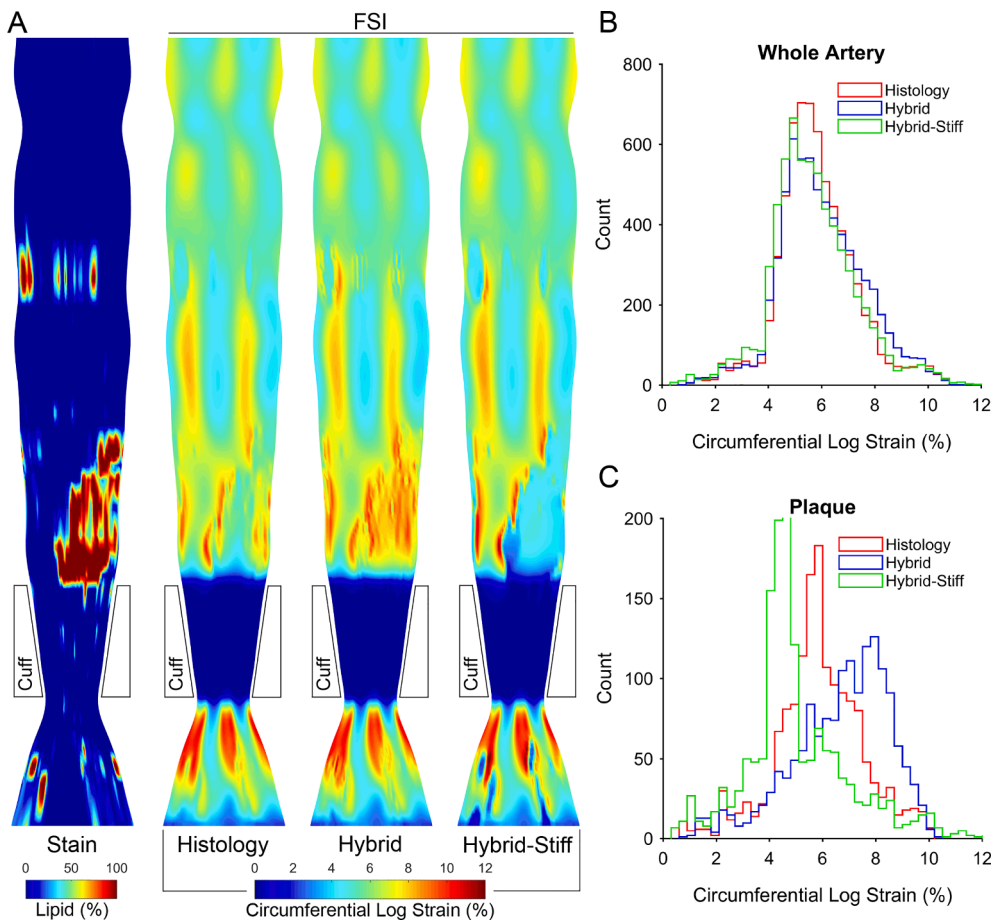 A
FSI
Cuff
Cuff
Cuff
Cuff
Stain
Histology
Hybrid
Hybrid-Stiff
0 50 100
Lipid (%)
0 2 4 6 8 10 12
Circumferential Log Strain (%)
B
Whole Artery
800
600
400
200
0
Count
Histology
Hybrid
Hybrid-Stiff
0 2 4 6 8 10 12
Circumferential Log Strain (%)
C
Plaque
200
150
100
50
0
Count
Histology
Hybrid
Hybrid-Stiff
0 2 4 6 8 10 12
Circumferential Log Strain (%)